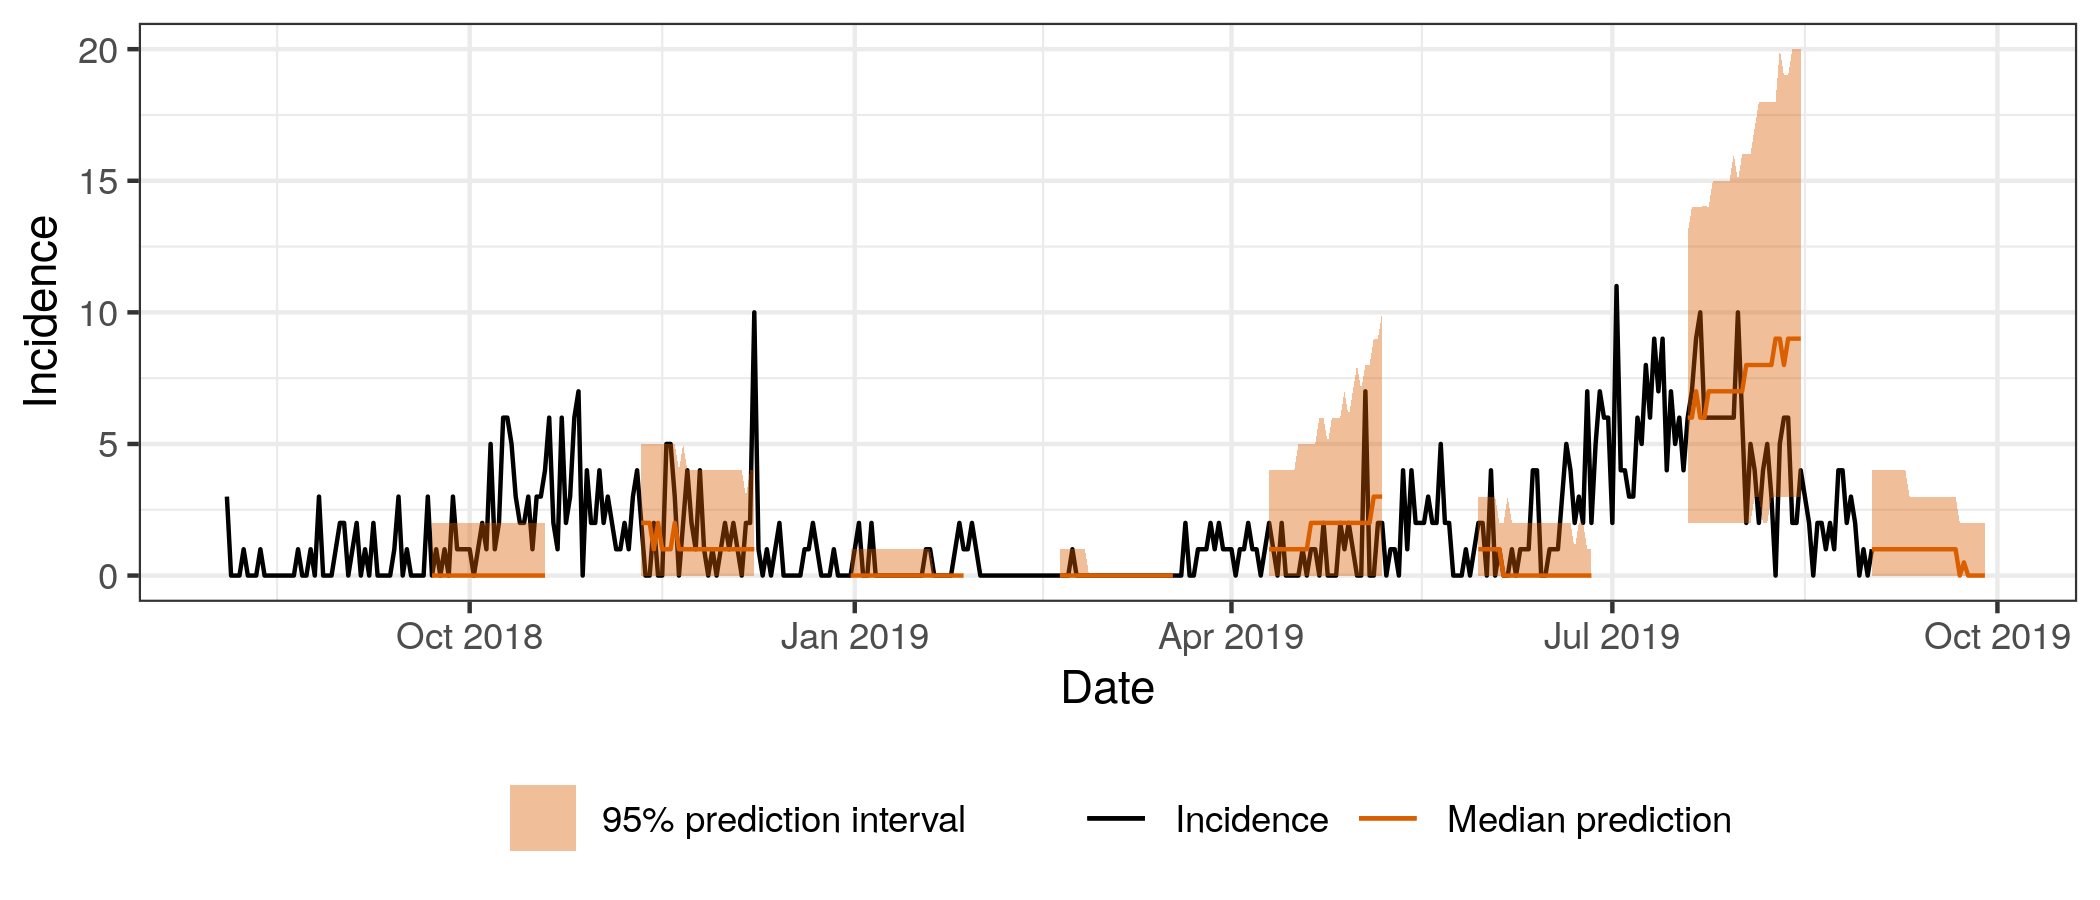 20
15
10
5
0
Incidence
Oct 2018 Jan 2019 Apr 2019 Jul 2019 Oct 2019
Date
95% prediction interval Incidence Median prediction